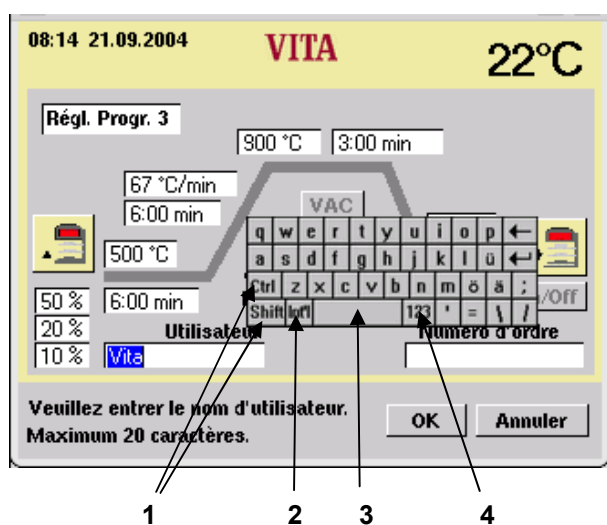 08:14 21.09.2004
VITA
22°C
Régl. Progr. 3
900 °C
3:00 min
67 °C/min
6:00 min
VAC
500 °C
q w e r t y u i o p ←
a s d f g h j k l ü ↵
Ctrl z x c v b n m ö ä ;
Shift 123 ' = \ /
50 %
6:00 min
/Off
20 %
Utilisateur
Numéro d'ordre
10 %
Vita
Veuillez entrer le nom d'utilisateur.
Maximum 20 caractères.
OK
Annuler
1 2 3 4